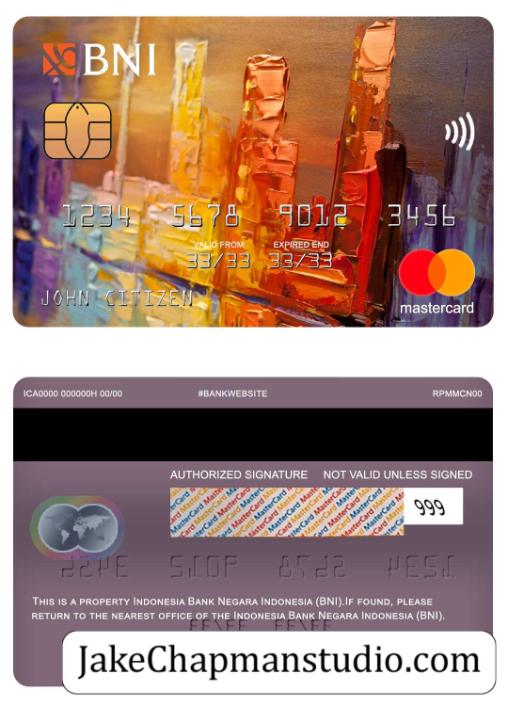 BNI
1234 5678 9012 3456
VALID FROM EXPIRED END
33/33 33/33
JOHN CITIZEN
mastercard
ICA0000 000000H 00/00 #BANKWEBSITE RPMMCN00
AUTHORIZED SIGNATURE NOT VALID UNLESS SIGNED
MasterCard MasterCard MasterCard
999
THIS IS A PROPERTY INDONESIA BANK NEGARA INDONESIA (BNI).IF FOUND, PLEASE
RETURN TO THE NEAREST OFFICE OF THE INDONESIA BANK NEGARA INDONESIA (BNI).
JakeChapmanstudio.com